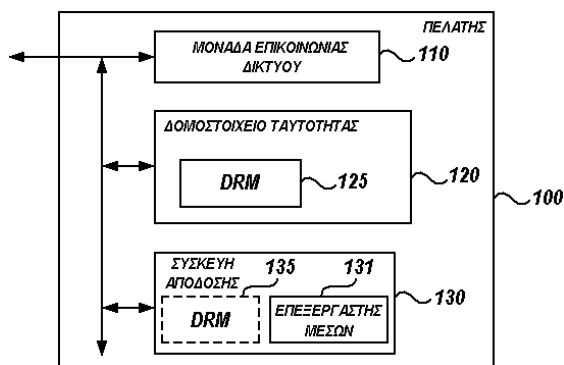 ΠΕΛΑΤΗΣ
ΜΟΝΑΔΑ ΕΠΙΚΟΙΝΩΝΙΑΣ
ΔΙΚΤΥΟΥ
110
ΔΟΜΟΣΤΟΙΧΕΙΟ ΤΑΥΤΟΤΗΤΑΣ
DRM
125
120
100
ΣΥΣΚΕΥΗ
ΑΠΟΔΟΣΗΣ
135
131
DRM
ΕΠΕΞΕΡΓΑΣΤΗΣ
ΜΕΣΩΝ
130